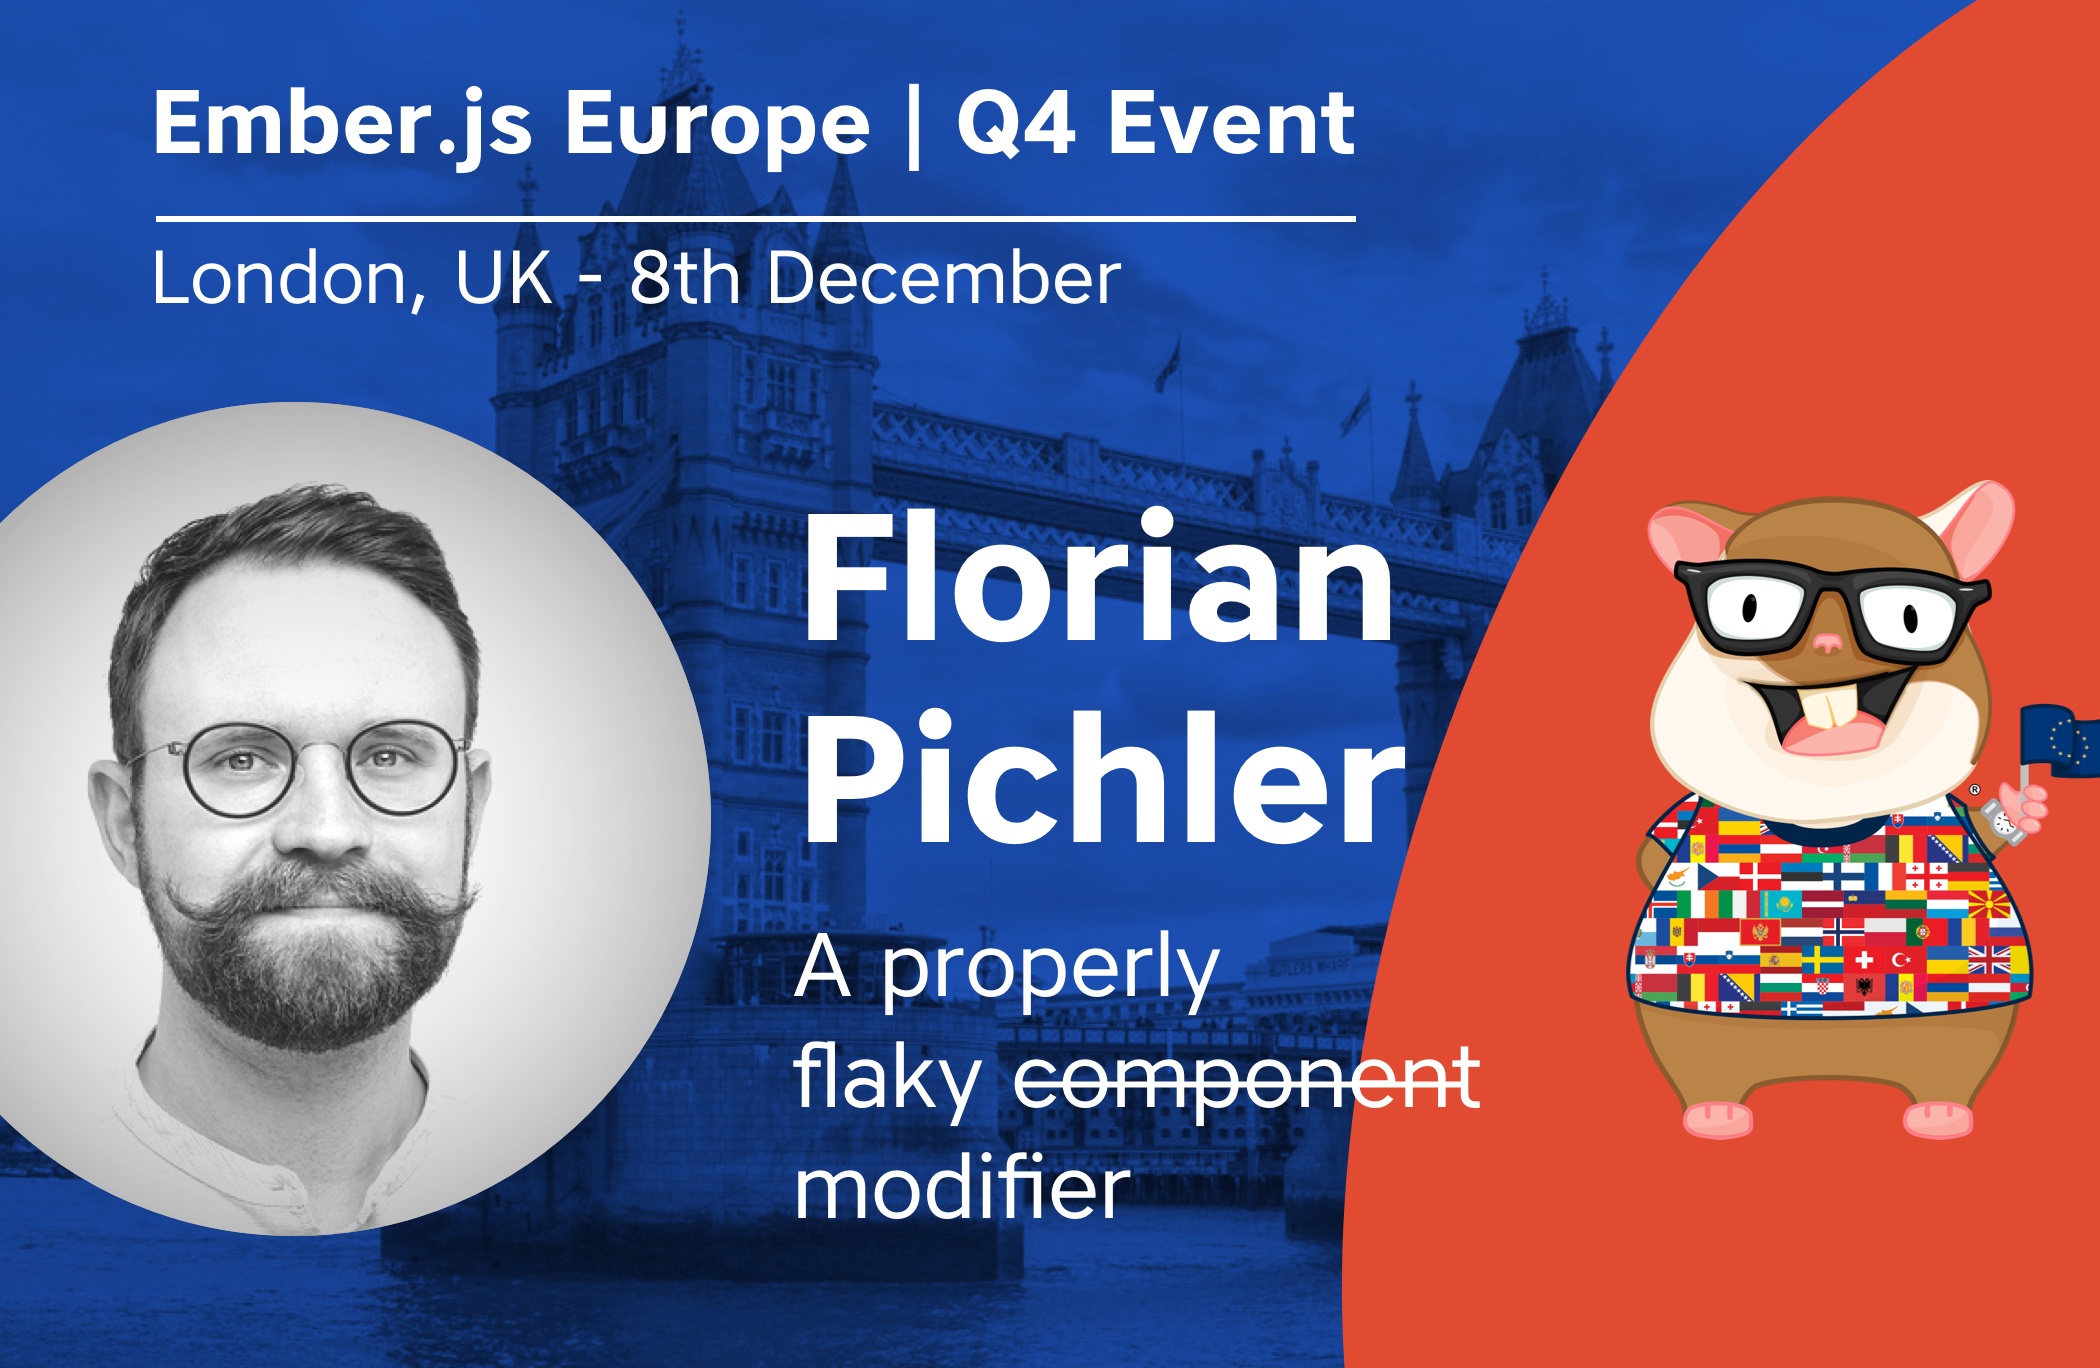 Ember.js Europe | Q4 Event
London, UK - 8th December
Florian
Pichler
A properly
flaky component
modifier
®